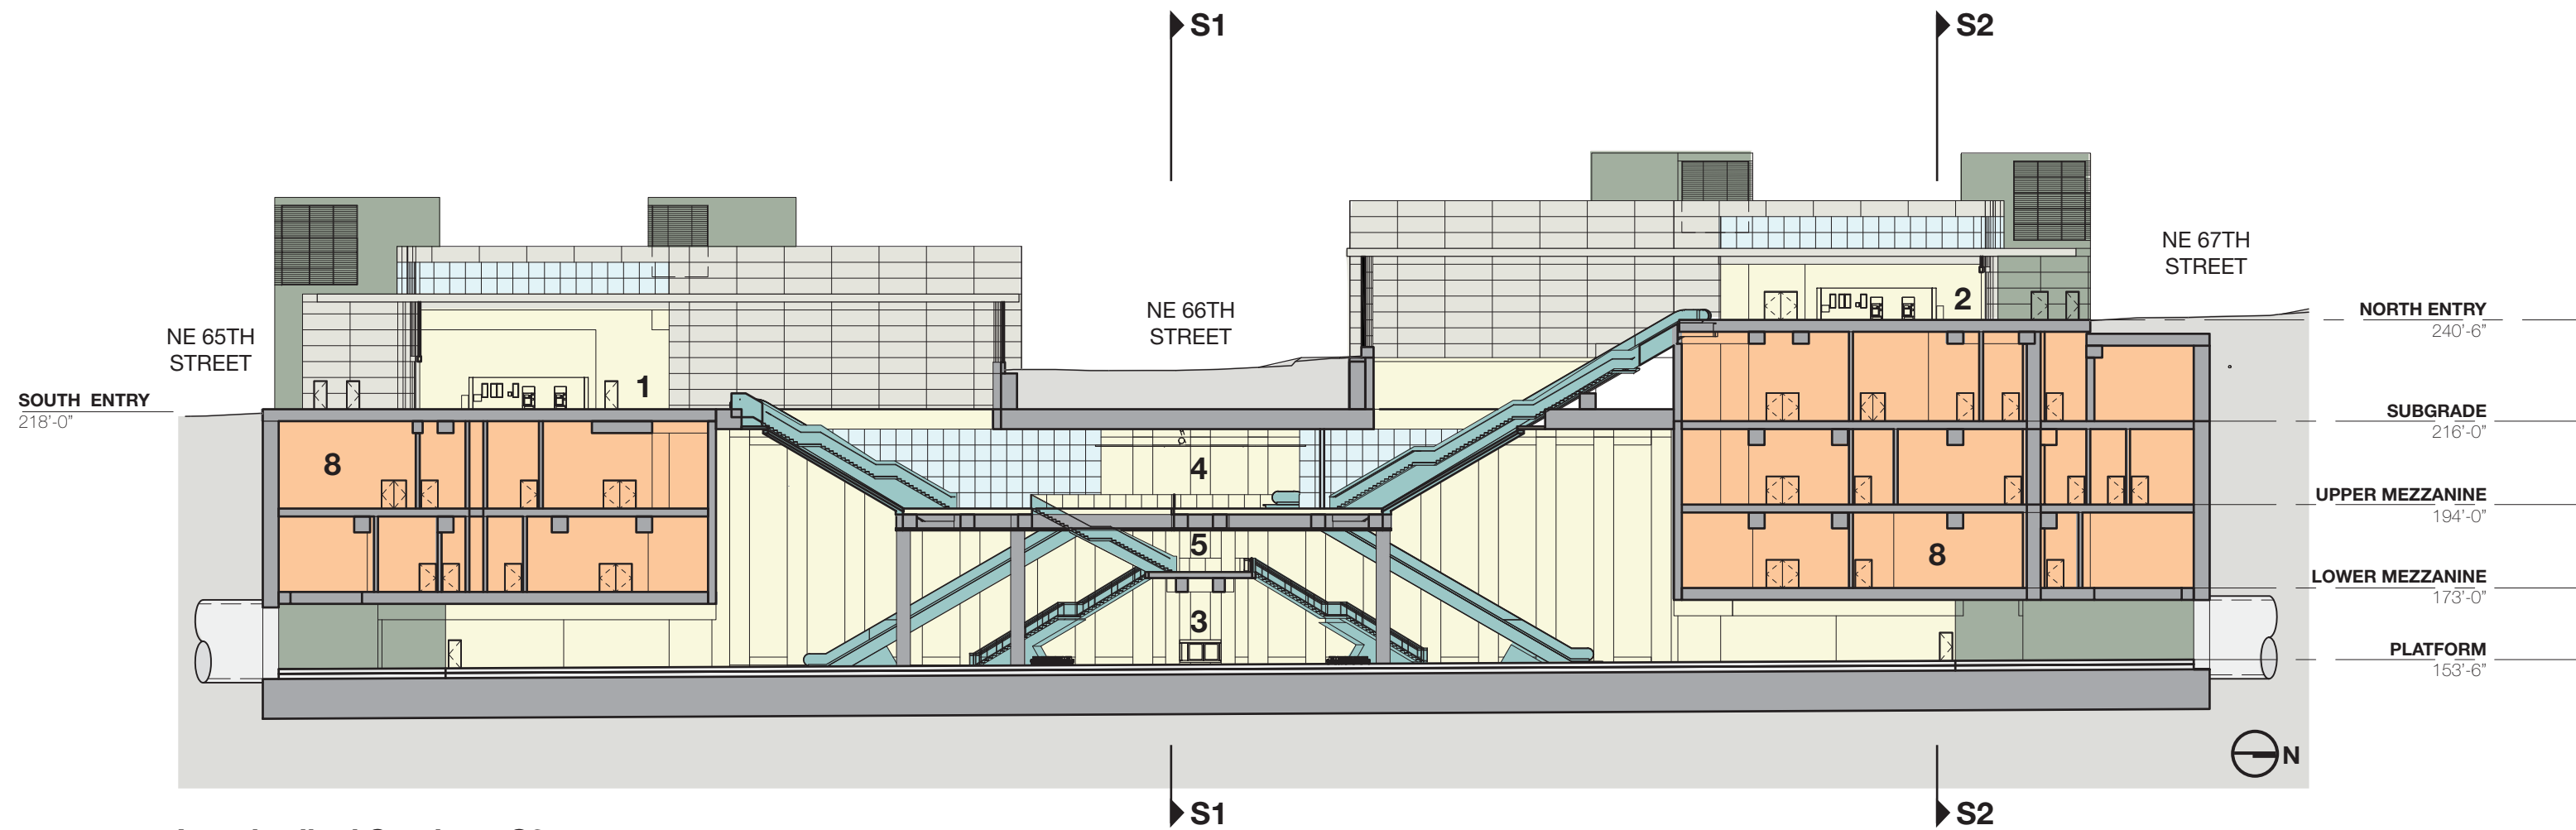 S1
S2
NE 67TH
STREET
NE 66TH
STREET
NE 65TH
STREET
2
1
NORTH ENTRY
240'-6"
SOUTH ENTRY
218'-0"
SUBGRADE
216'-0"
8
4
UPPER MEZZANINE
194'-0"
5
8
LOWER MEZZANINE
173'-0"
3
PLATFORM
153'-6"
N
S1
S2